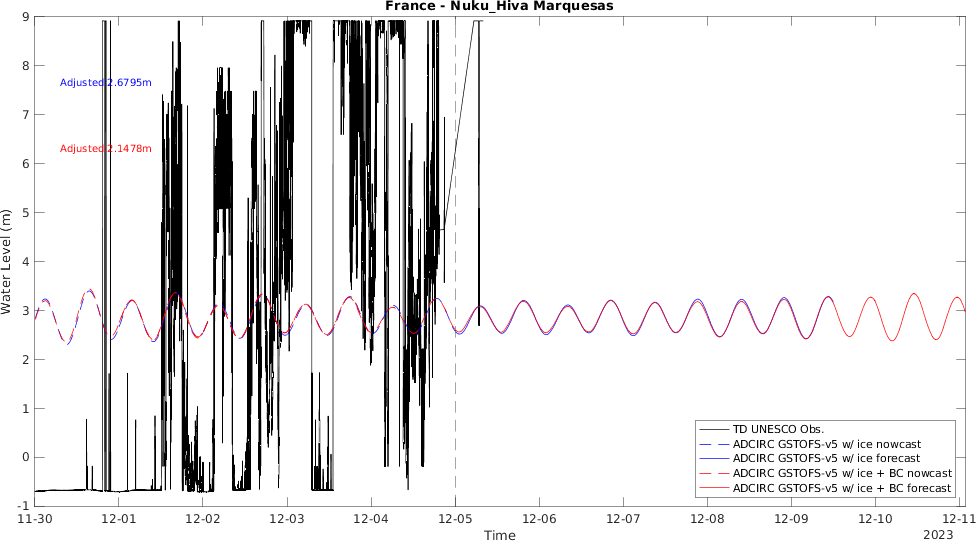 France - Nuku_Hiva Marquesas
9
8
7
6
5
4
3
2
1
0
-1
Water Level (m)
Adjusted 2.6795m
Adjusted 2.1478m
TD UNESCO Obs.
ADCIRC GSTOFS-v5 w/ ice nowcast
ADCIRC GSTOFS-v5 w/ ice forecast
ADCIRC GSTOFS-v5 w/ ice + BC nowcast
ADCIRC GSTOFS-v5 w/ ice + BC forecast
11-30 12-01 12-02 12-03 12-04 12-05 12-06 12-07 12-08 12-09 12-10 12-11
Time
2023